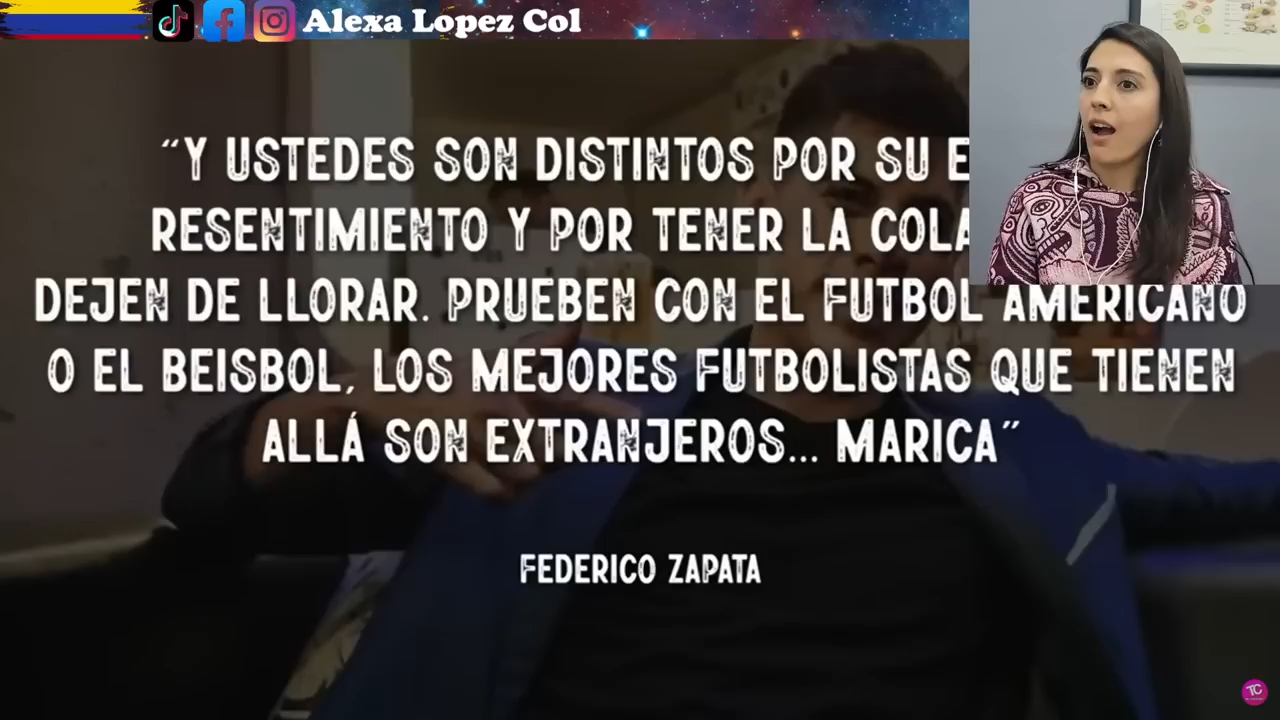 Alexa Lopez Col
“Y USTEDES SON DISTINTOS POR SU
RESENTIMIENTO Y POR TENER LA COLA
DEJEN DE LLORAR. PRUEBEN CON EL FUTBOL AMERICANO
O EL BEISBOL, LOS MEJORES FUTBOLISTAS QUE TIENEN
ALLÁ SON EXTRANJEROS... MARICA”
FEDERICO ZAPATA
TC